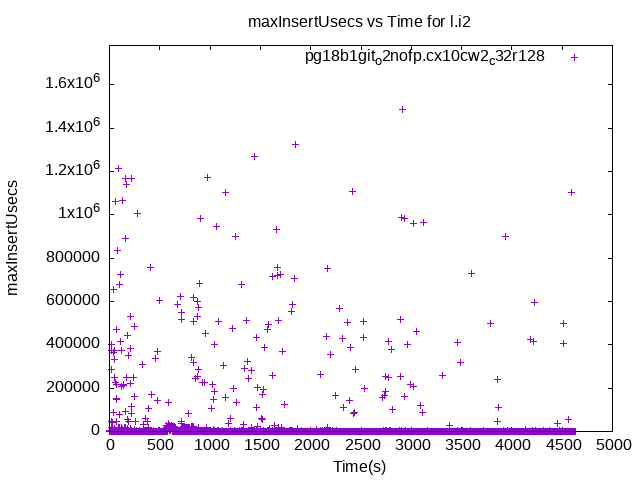 maxInsertUsecs vs Time for l.i2
pg18b1git_o2nofp.cx10cw2_c32r128
1.6x10^6
1.4x10^6
1.2x10^6
1x10^6
800000
600000
400000
200000
0
maxInsertUsecs
0 500 1000 1500 2000 2500 3000 3500 4000 4500 5000
Time(s)